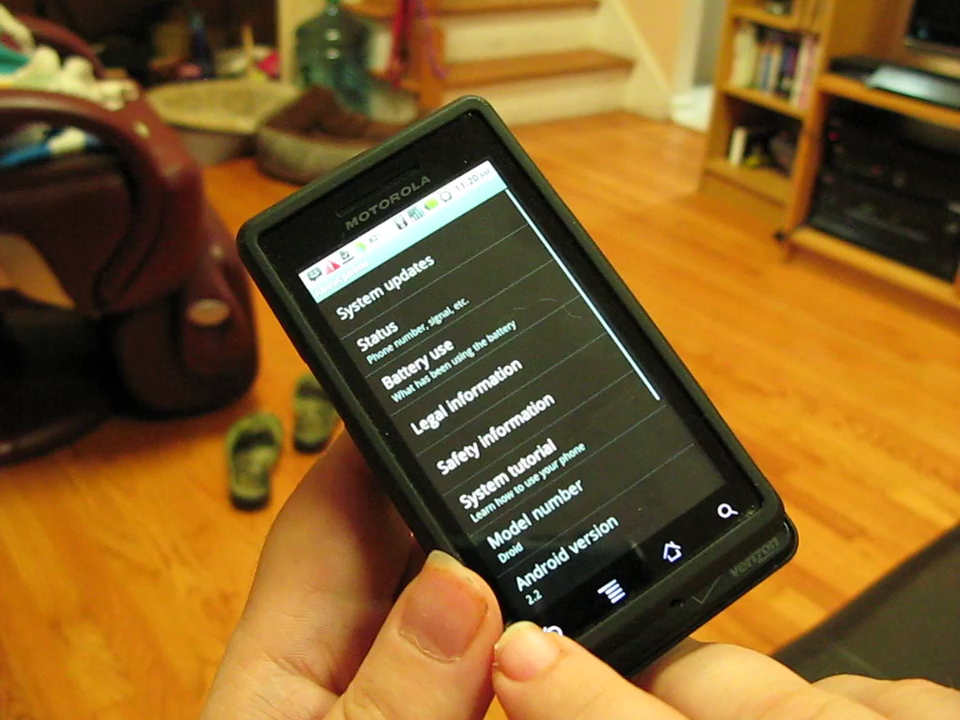 MOTOROLA
11:20 AM
System updates
Status
Phone number, signal, etc.
Battery use
What has been using the battery
Legal information
Safety information
System tutorial
Learn how to use your phone
Model number
Droid
Android version
2.2
verizon